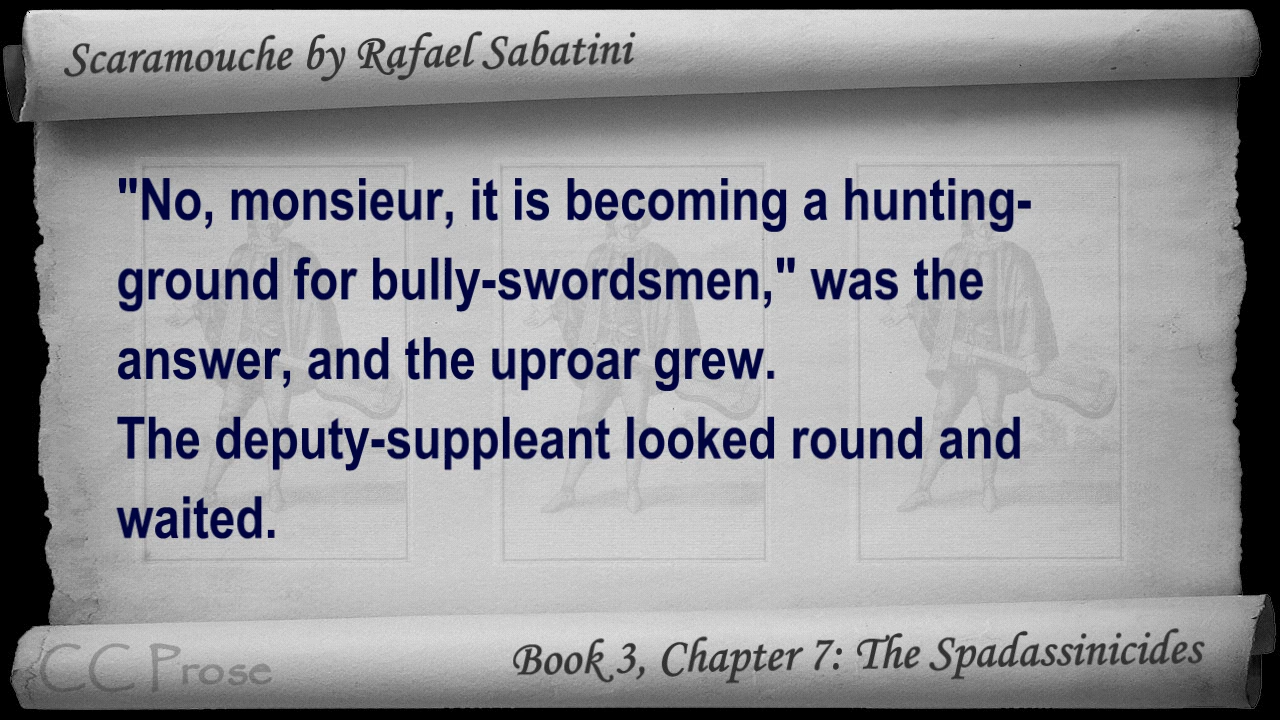 Scaramouche by Rafael Sabatini
"No, monsieur, it is becoming a hunting-
ground for bully-swordsmen," was the
answer, and the uproar grew.
The deputy-suppleant looked round and
waited.
CC Prose
Book 3, Chapter 7: The Spadassinicides